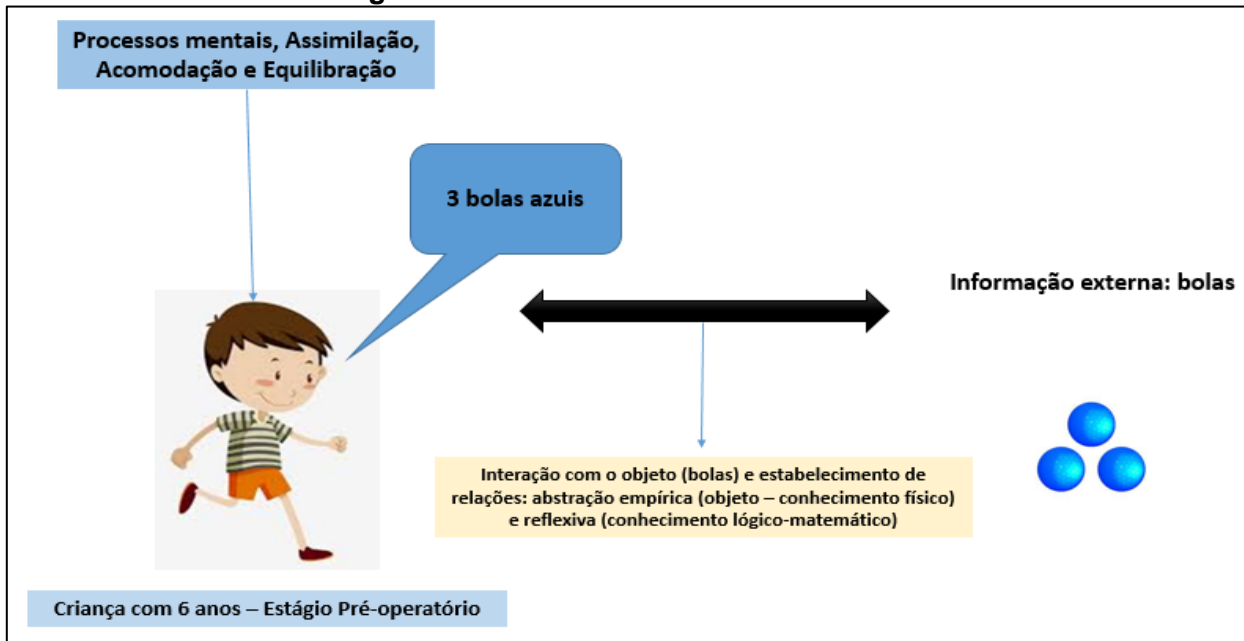 Processos mentais, Assimilação,
Acomodação e Equilibração
3 bolas azuis
Informação externa: bolas
Interação com o objeto (bolas) e estabelecimento de
relações: abstração empírica (objeto – conhecimento físico)
e reflexiva (conhecimento lógico-matemático)
Criança com 6 anos – Estágio Pré-operatório